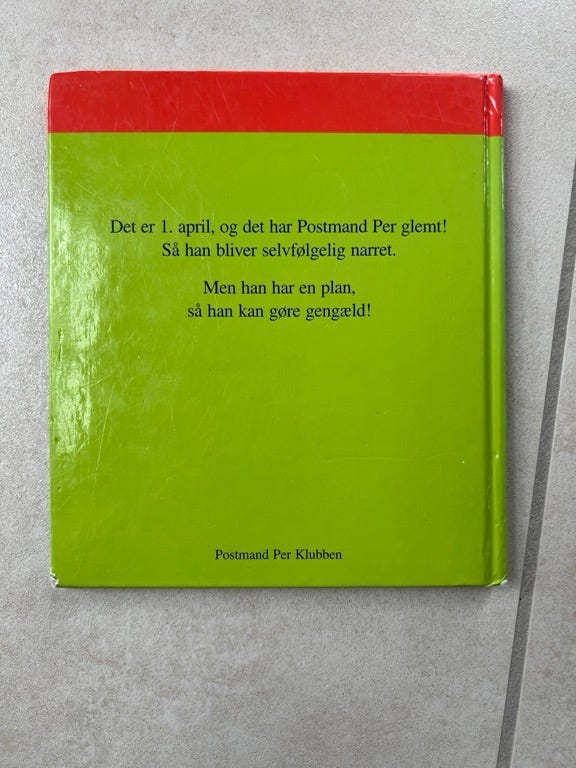 Det er 1. april, og det har Postmand Per glemt!
Så han bliver selvfølgelig narret.
Men han har en plan,
så han kan gøre gengæld!
Postmand Per Klubben